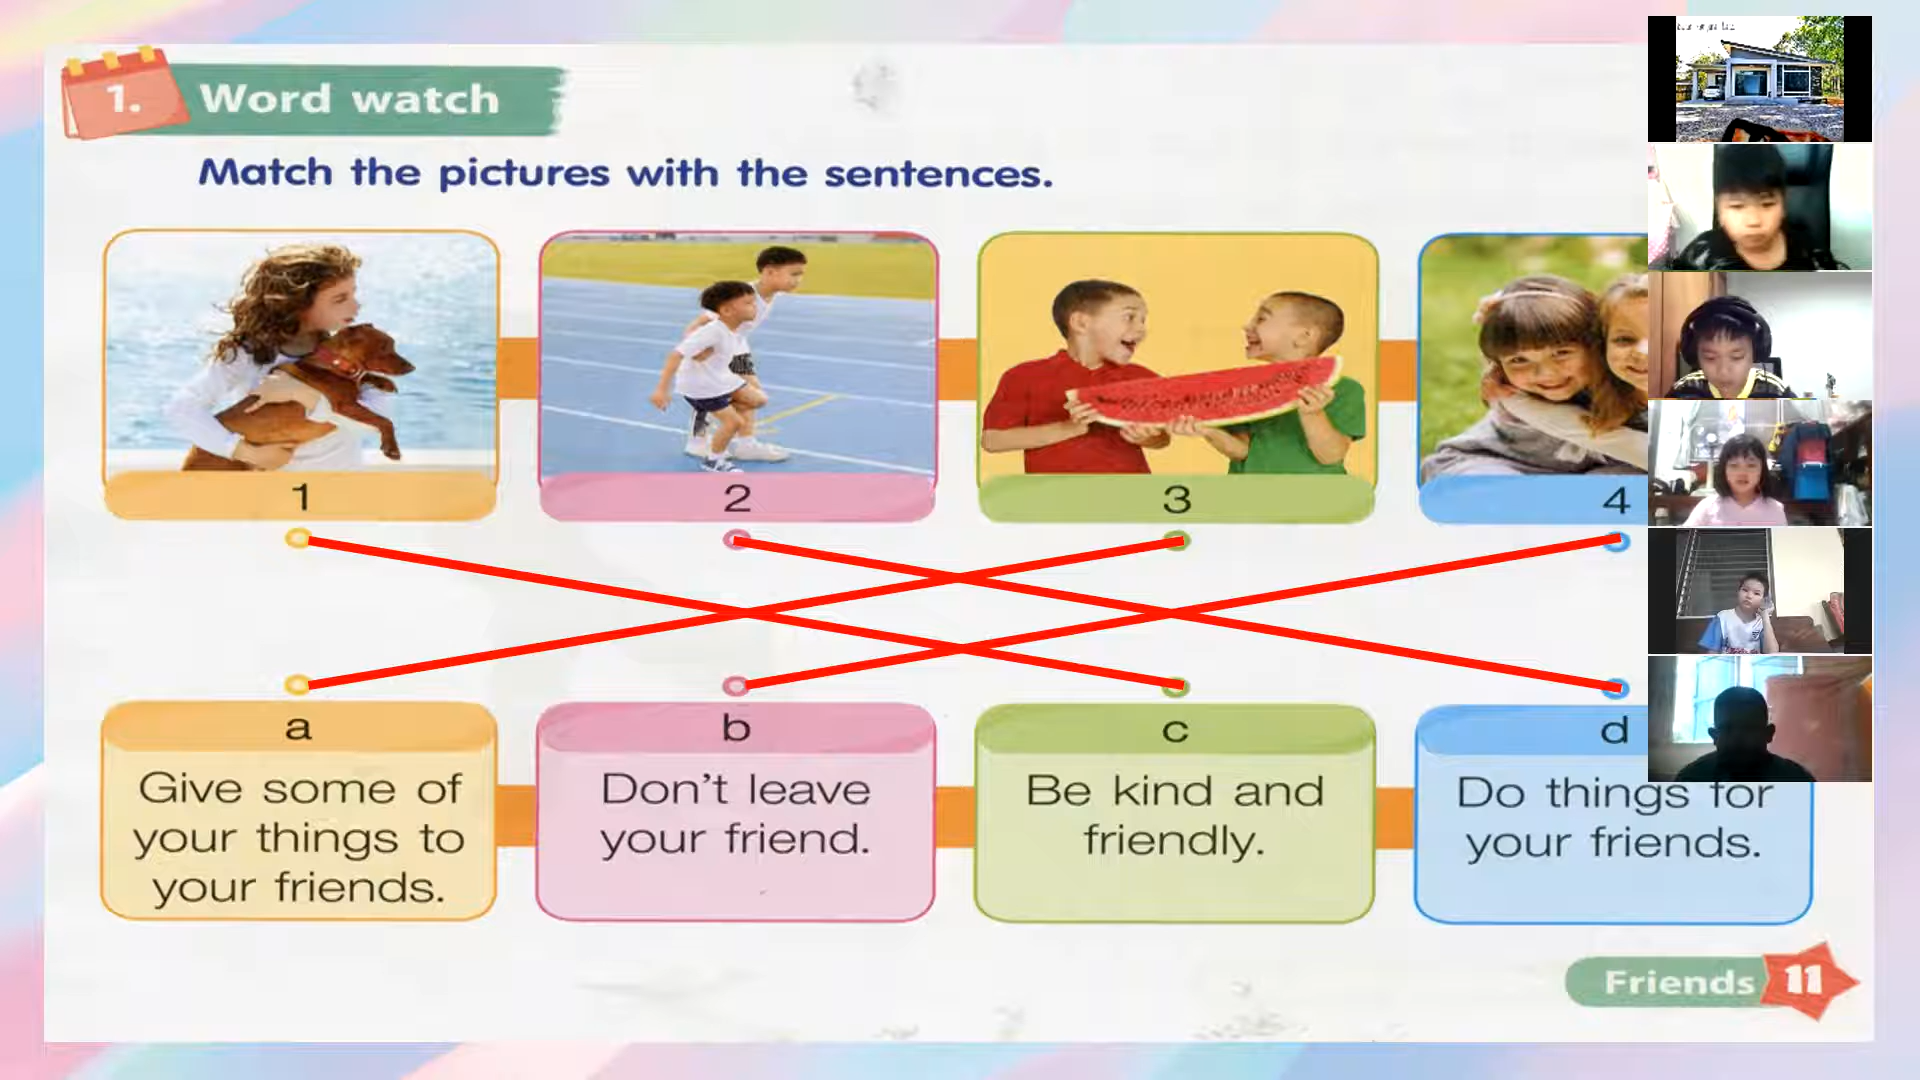 1. Word watch
Match the pictures with the sentences.
1
2
3
4
a
Give some of
your things to
your friends.
b
Don't leave
your friend.
c
Be kind and
friendly.
d
Do things for
your friends.
Friends 11